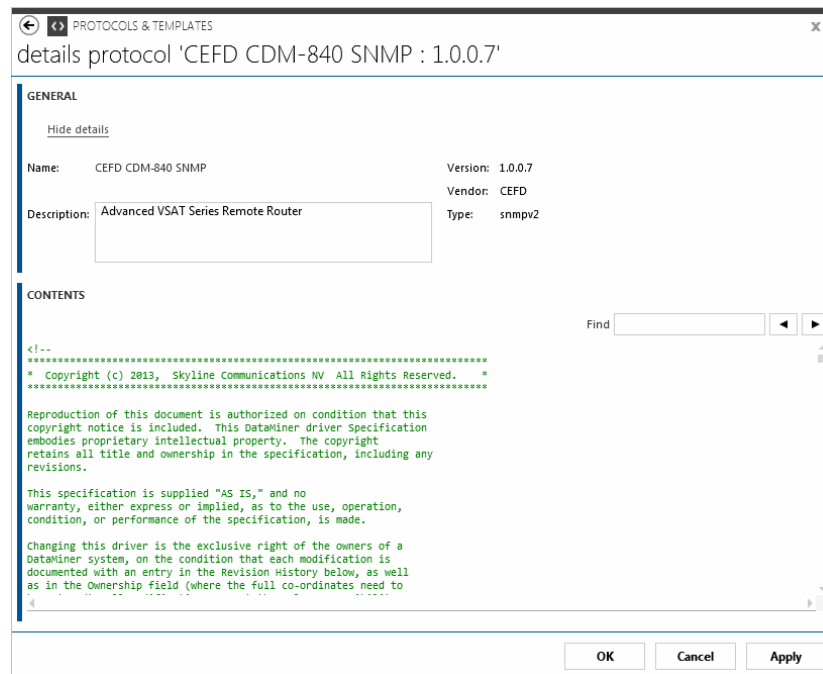 PROTOCOLS & TEMPLATES
x
details protocol 'CEFD CDM-840 SNMP : 1.0.0.7'
GENERAL
Hide details
Name: CEFD CDM-840 SNMP
Version: 1.0.0.7
Vendor: CEFD
Description: Advanced VSAT Series Remote Router
Type: snmpv2
CONTENTS
Find
<!--
****************************************************************************
* Copyright (c) 2013, Skyline Communications NV All Rights Reserved. *
****************************************************************************
Reproduction of this document is authorized on condition that this
copyright notice is included. This DataMiner driver Specification
embodies proprietary intellectual property. The copyright
retains all title and ownership in the specification, including any
revisions.
This specification is supplied "AS IS," and no
warranty, either express or implied, as to the use, operation,
condition, or performance of the specification, is made.
Changing this driver is the exclusive right of the owners of a
DataMiner system, on the condition that each modification is
documented with an entry in the Revision History below, as well
as in the Ownership field (where the full co-ordinates need to
OK Cancel Apply